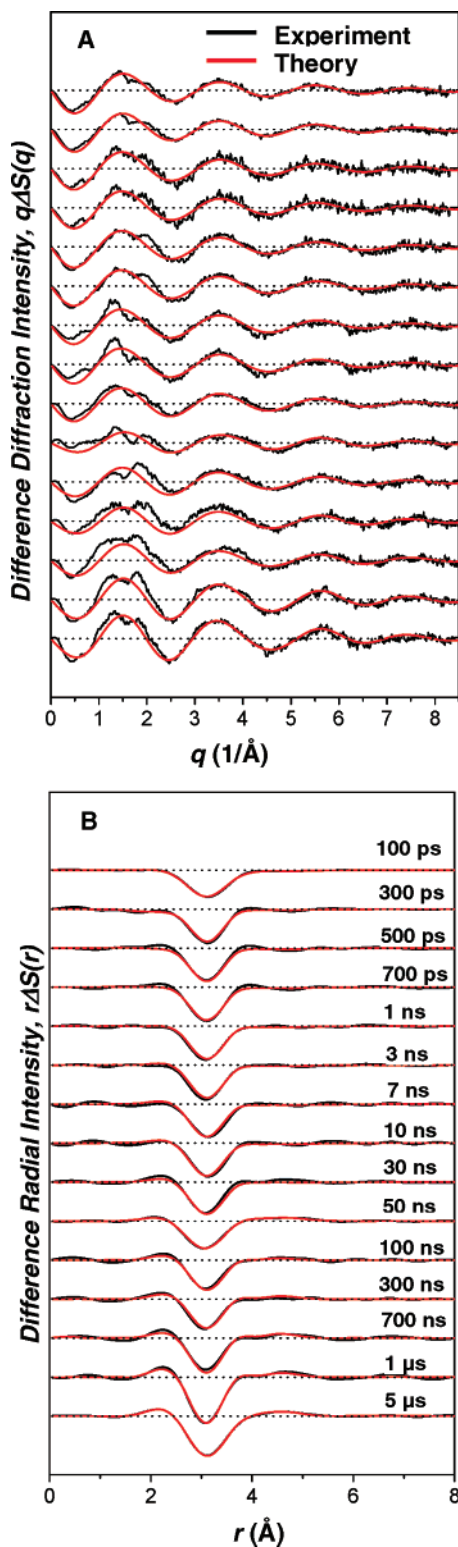 A
Experiment
Theory
Difference Diffraction Intensity, qΔS(q)
0 1 2 3 4 5 6 7 8
q (1/Å)
B
100 ps
300 ps
500 ps
700 ps
1 ns
3 ns
7 ns
10 ns
30 ns
50 ns
100 ns
300 ns
700 ns
1 µs
5 µs
Difference Radial Intensity, rΔS(r)
0 2 4 6 8
r (Å)